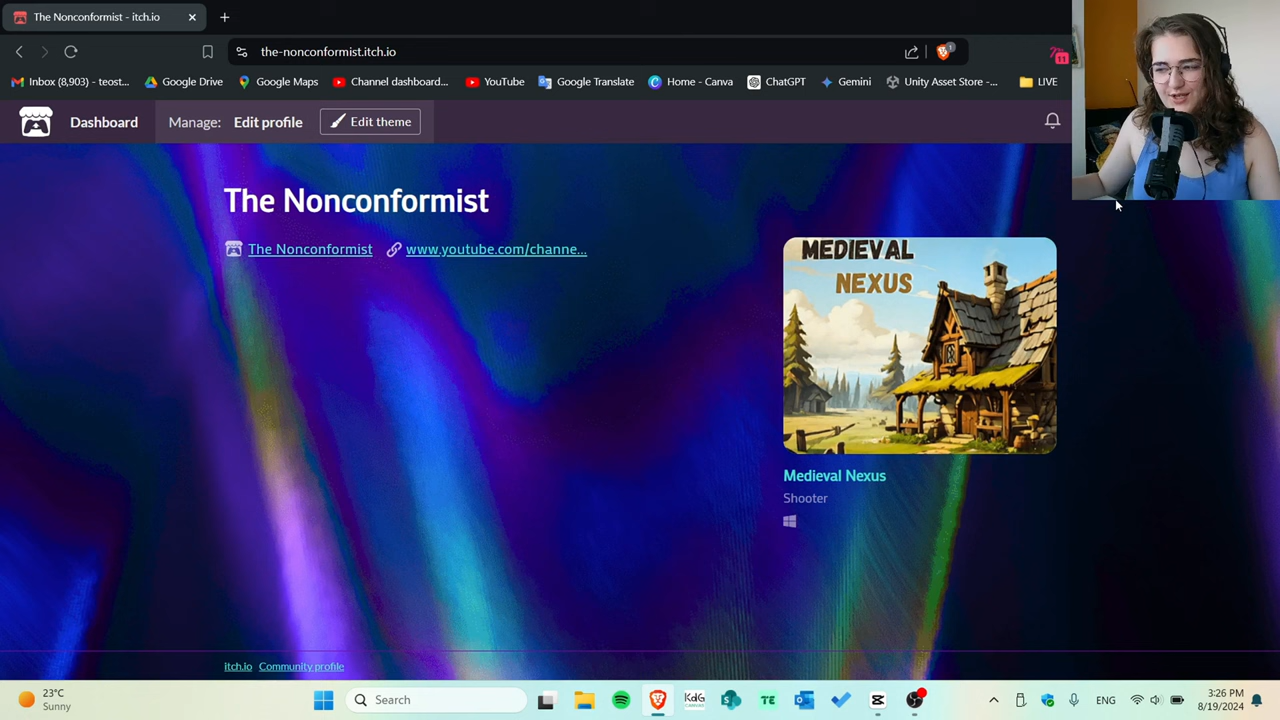 The Nonconformist - itch.io
the-nonconformist.itch.io
1
11
Inbox (8,903) - teost... Google Drive Google Maps Channel dashboard... YouTube Google Translate Home - Canva ChatGPT Gemini Unity Asset Store -... LIVE
Dashboard Manage: Edit profile Edit theme
The Nonconformist
The Nonconformist www.youtube.com/channe...
MEDIEVAL
NEXUS
Medieval Nexus
Shooter
itch.io Community profile
23°C
Sunny
Search
KdG
ENG
3:26 PM
8/19/2024